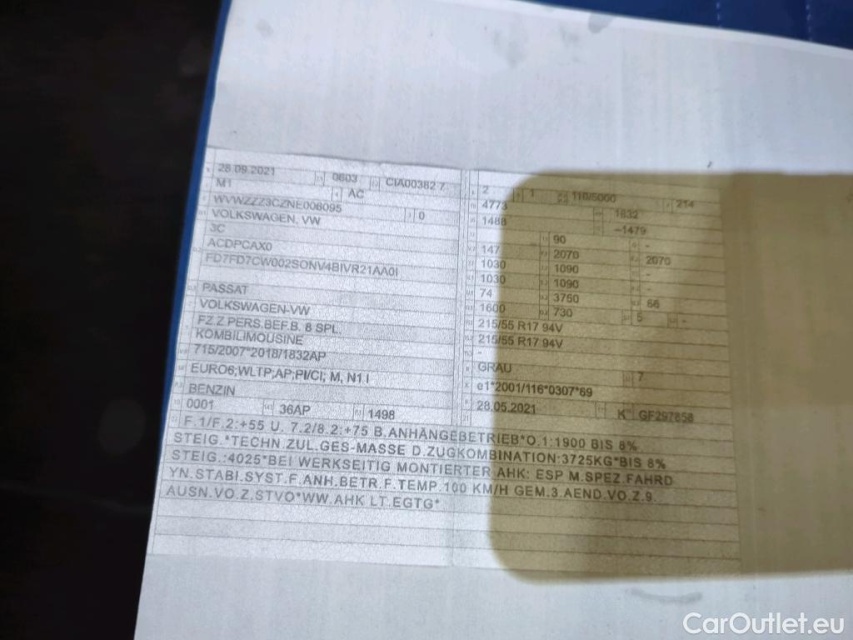 28.09.2021 0603 CIA00382 7
M1 AC
WVWZZZ3CZNE008095 0
VOLKSWAGEN, VW
3C
ACDPCAX0
FD7FD7CW002SONV4BIVR21AA0I
PASSAT
VOLKSWAGEN-VW
FZ.Z.PERS.BEF.B. 8 SPL.
KOMBILIMOUSINE
715/2007*2018/1832AP
EURO6;WLTP;AP;PI/CI; M, N1 I
BENZIN
0001 36AP 1498
2 1 110/5000 214
4773 1832
1488 -1479
147 90 -
1030 2070 - 2070
1030 1090 -
74 1090 -
1600 3750 66
215/55 R17 94V 730 5 -
215/55 R17 94V
-
GRAU 7
e1*2001/116*0307*69
28.05.2021 K GF297858
F.1/F.2:+55 U. 7.2/8.2:+75 B.ANHÄNGEBETRIEB*O.1:1900 BIS 8%
STEIG.*TECHN.ZUL.GES-MASSE D.ZUGKOMBINATION:3725KG*BIS 8%
STEIG.:4025*BEI WERKSEITIG MONTIERTER AHK: ESP M.SPEZ.FAHRD
YN.STABI.SYST.F.ANH.BETR.F.TEMP.100 KM/H GEM.3.AEND.VO.Z.9.
AUSN.VO.Z.STVO*WW.AHK LT.EGTG*
CarOutlet.eu